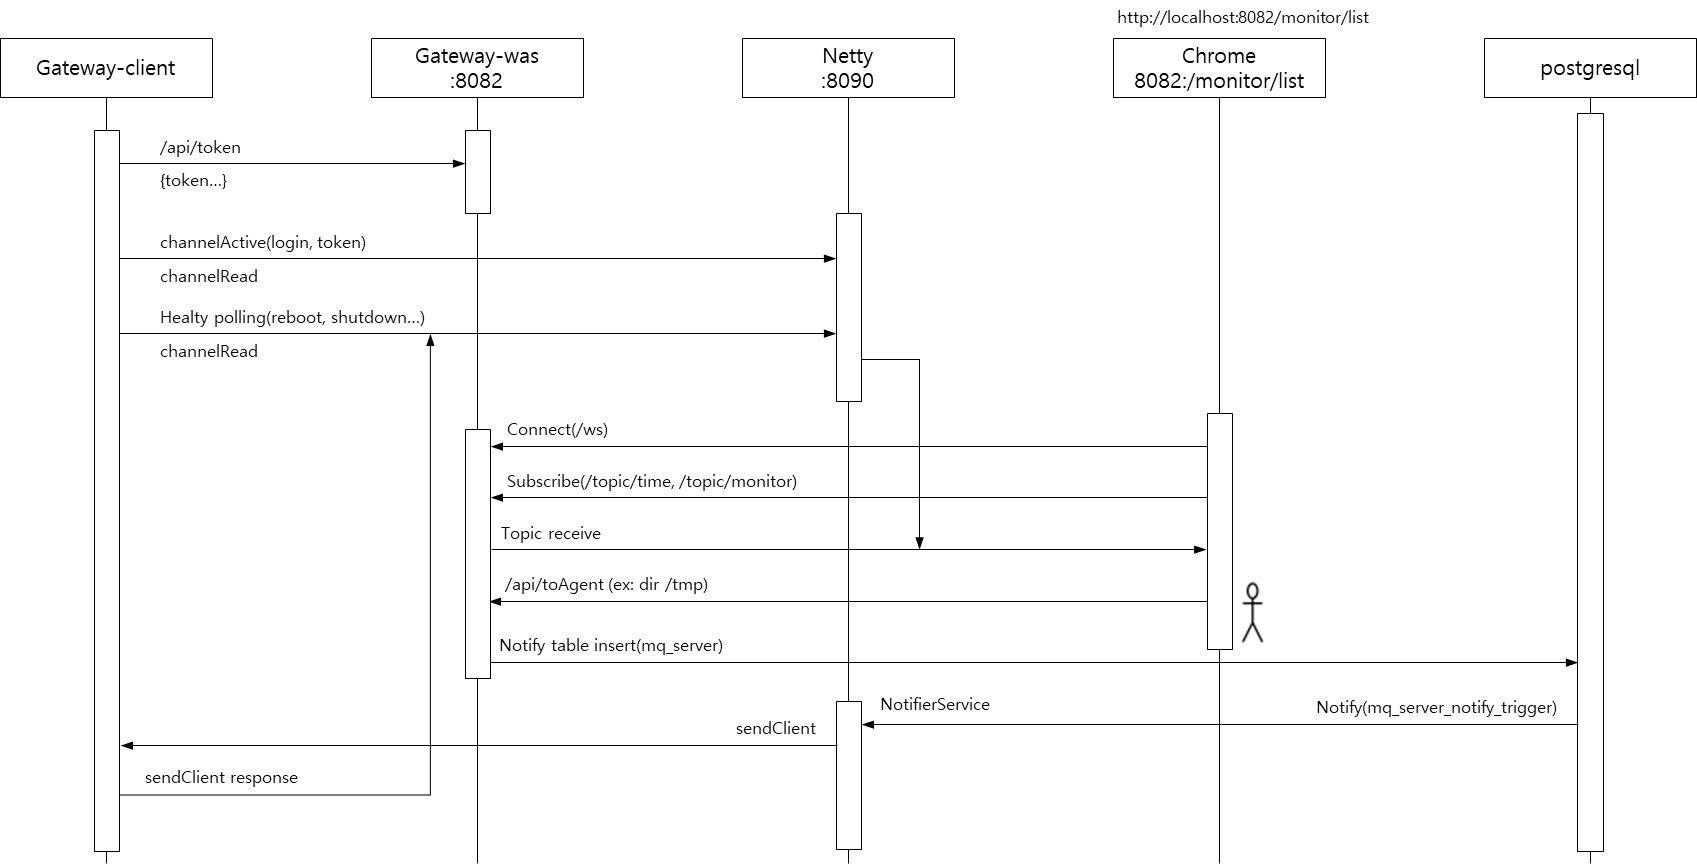 http://localhost:8082/monitor/list
Gateway-client
Gateway-was
:8082
Netty
:8090
Chrome
8082:/monitor/list
postgresql
/api/token
{token...}
channelActive(login, token)
channelRead
Healty polling(reboot, shutdown...)
channelRead
Connect(/ws)
Subscribe(/topic/time, /topic/monitor)
Topic receive
/api/toAgent (ex: dir /tmp)
Notify table insert(mq_server)
NotifierService
Notify(mq_server_notify_trigger)
sendClient
sendClient response